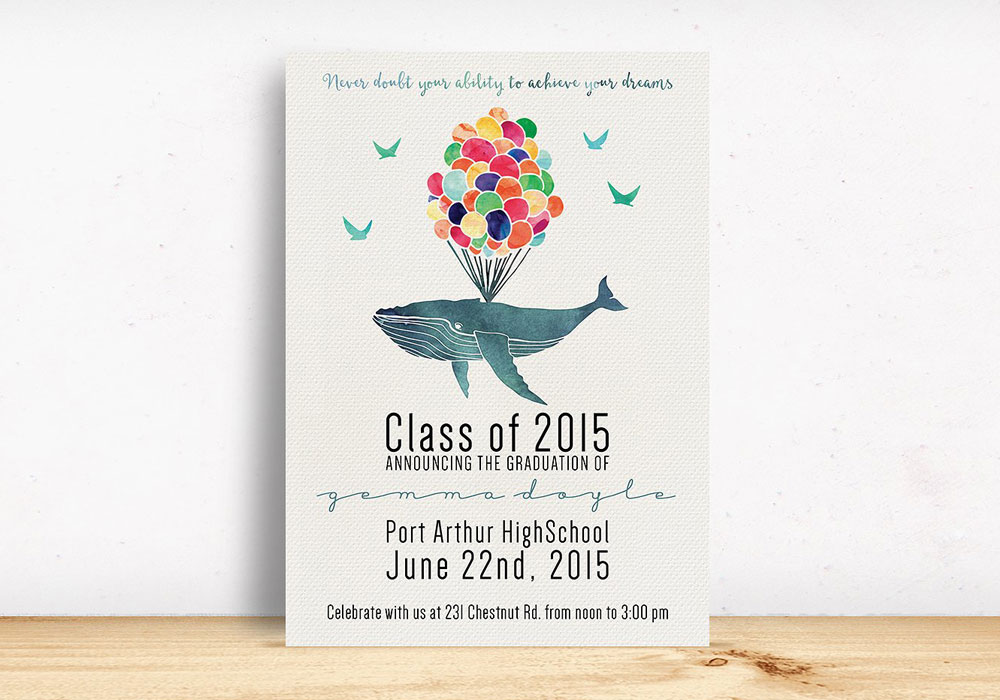 Never doubt your ability to achieve your dreams
Class of 2015
ANNOUNCING THE GRADUATION OF
gemma doyle
Port Arthur HighSchool
June 22nd, 2015
Celebrate with us at 231 Chestnut Rd. from noon to 3:00 pm